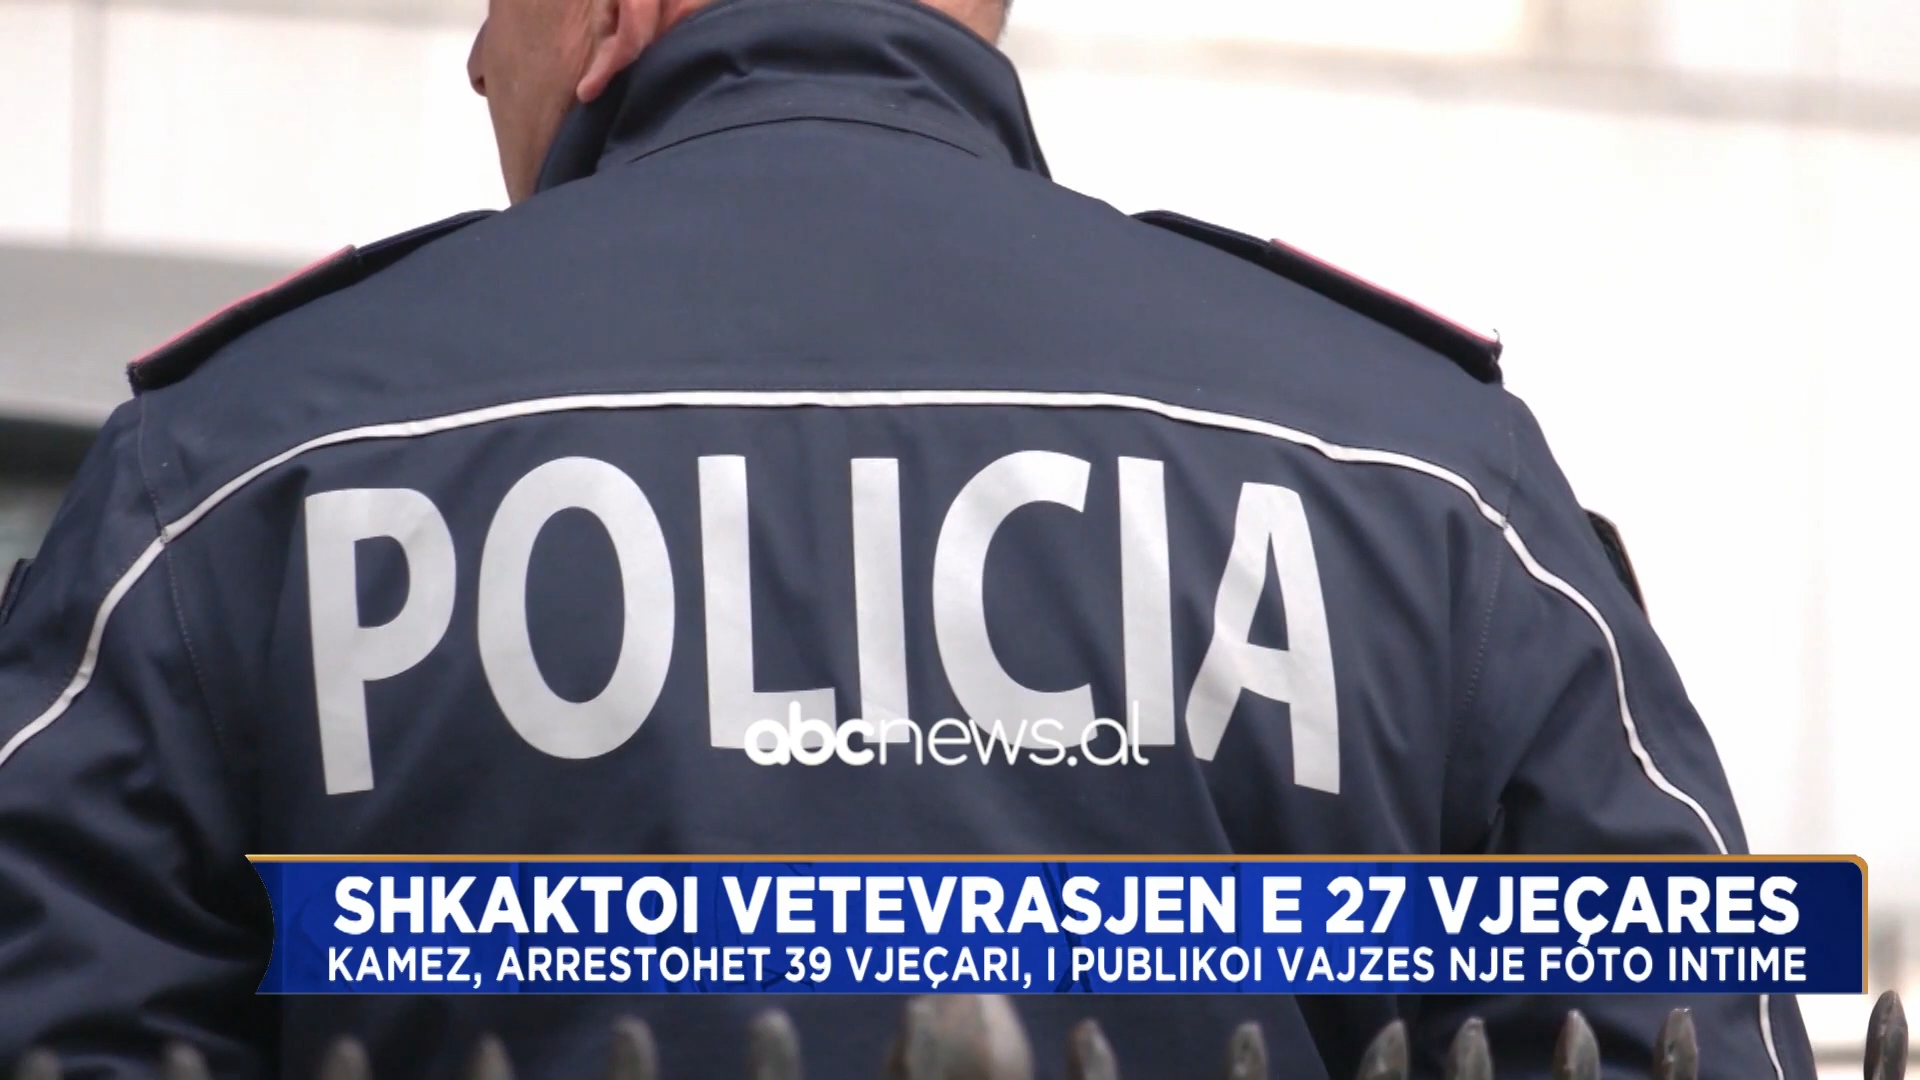 POLICIA
abcnews.al
SHKAKTOI VETEVRASJEN E 27 VJEÇARES
KAMEZ, ARRESTOHET 39 VJEÇARI, I PUBLIKOI VAJZES NJE FOTO INTIME